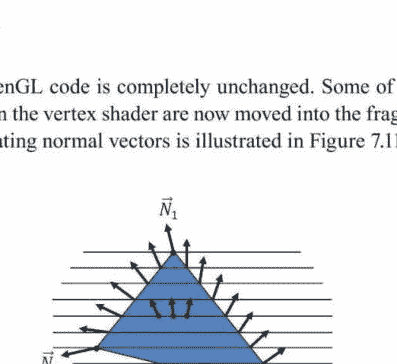 enGL code is completely unchanged. Some of
n the vertex shader are now moved into the frag
ating normal vectors is illustrated in Figure 7.11
N⃗₁
N⃗